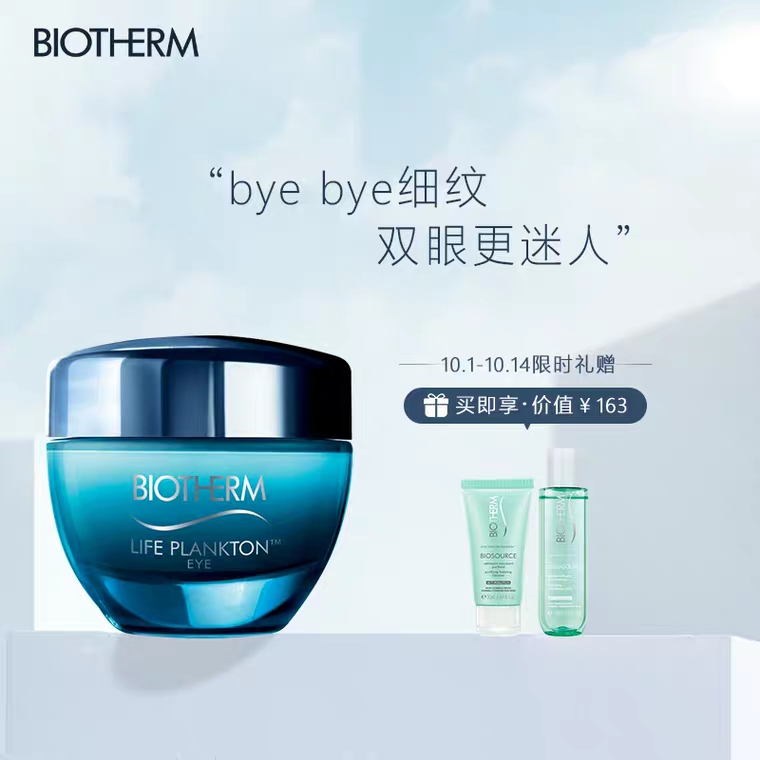 BIOTHERM
“bye bye细纹
双眼更迷人”
10.1-10.14限时礼赠
买即享·价值￥163
BIOTHERM
LIFE PLANKTON™
EYE
BIOTHERM
BIOSOURCE
BIOTHERM